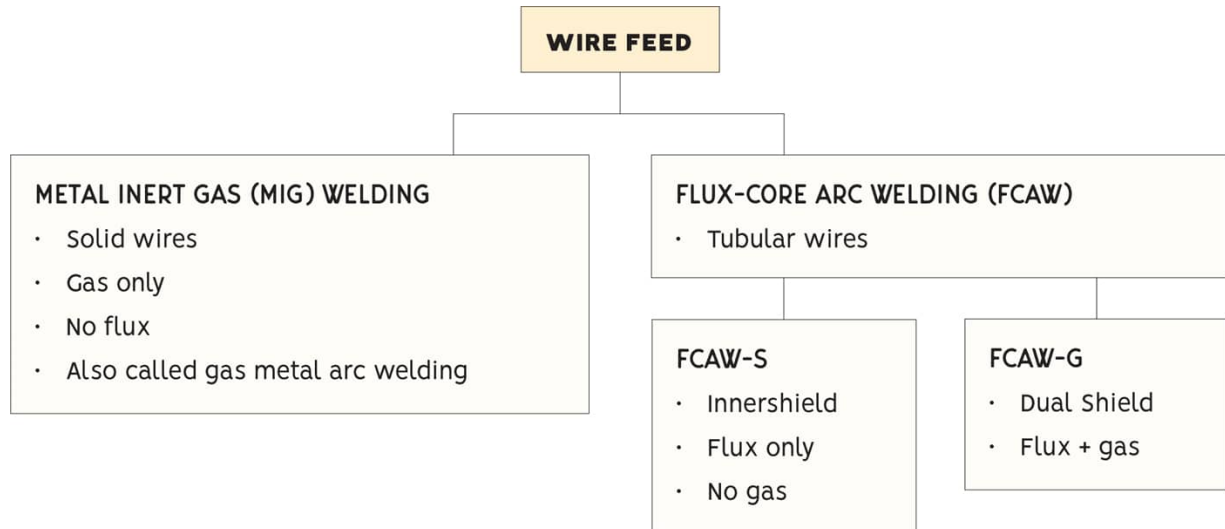 WIRE FEED
METAL INERT GAS (MIG) WELDING
· Solid wires
· Gas only
· No flux
· Also called gas metal arc welding
FLUX-CORE ARC WELDING (FCAW)
· Tubular wires
FCAW-S
· Innershield
· Flux only
· No gas
FCAW-G
· Dual Shield
· Flux + gas